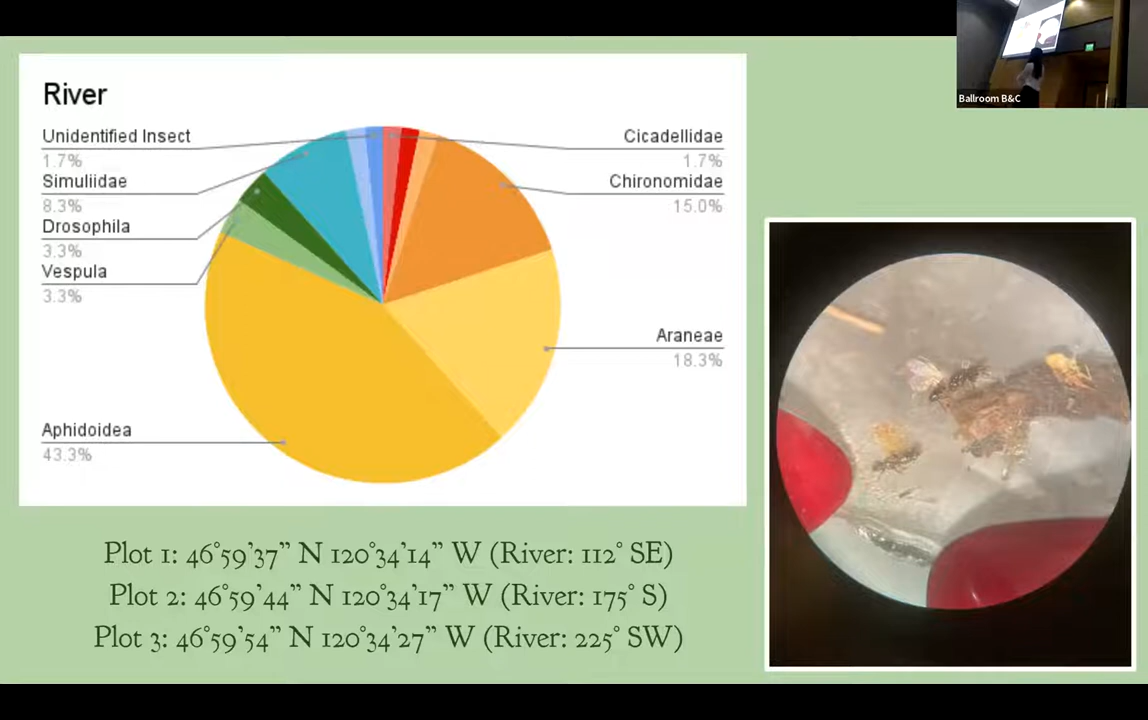 Ballroom B&C
River
Unidentified Insect
1.7%
Simuliidae
8.3%
Drosophila
3.3%
Vespula
3.3%
Aphidoidea
43.3%
Cicadellidae
1.7%
Chironomidae
15.0%
Araneae
18.3%
Plot 1: 46°59’37” N 120°34’14” W (River: 112° SE)
Plot 2: 46°59’44” N 120°34’17” W (River: 175° S)
Plot 3: 46°59’54” N 120°34’27” W (River: 225° SW)